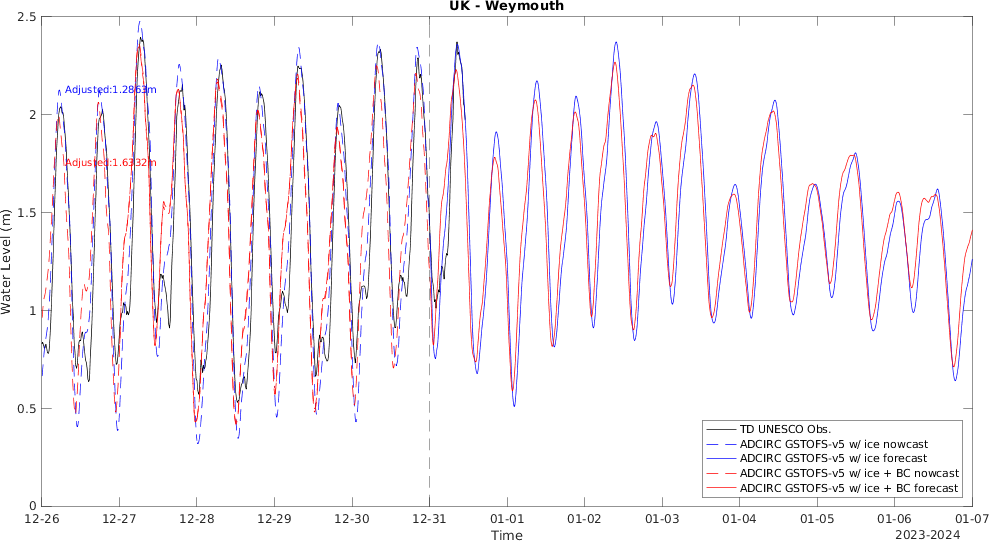 UK - Weymouth
2.5
2
1.5
1
0.5
0
Water Level (m)
Adjusted:1.2863m
Adjusted:1.6332m
TD UNESCO Obs.
ADCIRC GSTOFS-v5 w/ ice nowcast
ADCIRC GSTOFS-v5 w/ ice forecast
ADCIRC GSTOFS-v5 w/ ice + BC nowcast
ADCIRC GSTOFS-v5 w/ ice + BC forecast
12-26 12-27 12-28 12-29 12-30 12-31 01-01 01-02 01-03 01-04 01-05 01-06 01-07
Time
2023-2024